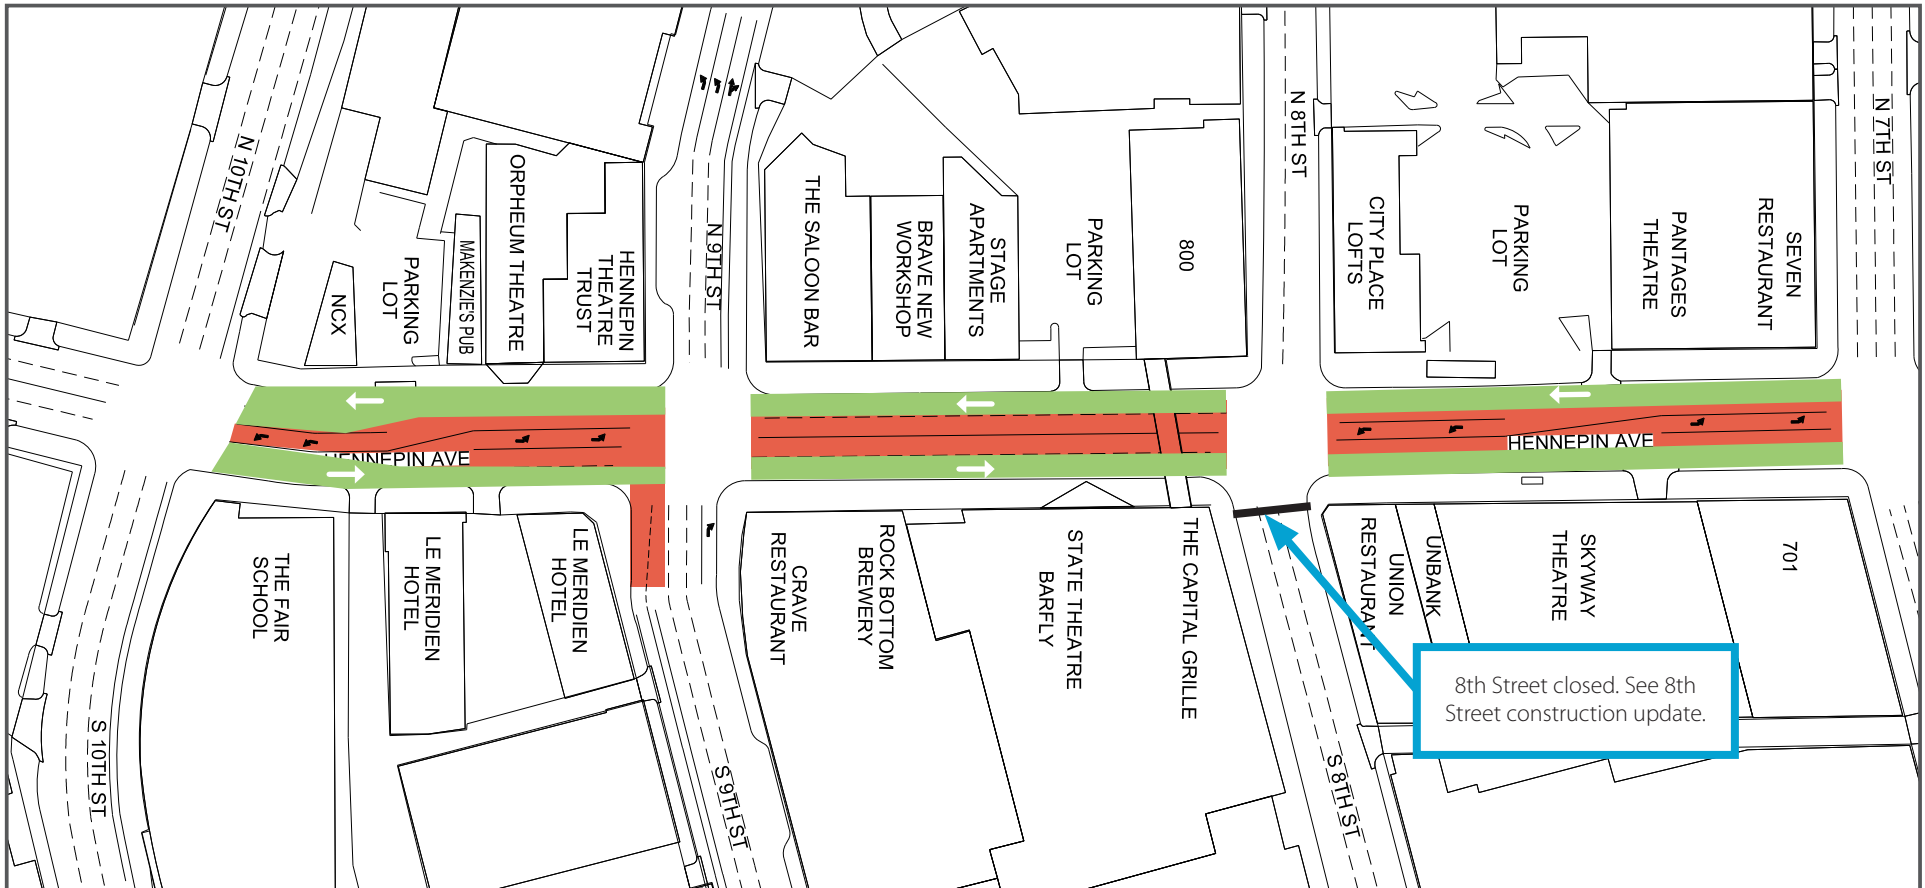 N 10TH ST
NCX
PARKING
LOT
MAKENZIE'S PUB
ORPHEUM THEATRE
HENNEPIN
THEATRE
TRUST
N 9TH ST
THE SALOON BAR
BRAVE NEW
WORKSHOP
STAGE
APARTMENTS
PARKING
LOT
800
N 8TH ST
CITY PLACE
LOFTS
PARKING
LOT
PANTAGES
THEATRE
SEVEN
RESTAURANT
N 7TH ST
HENNEPIN AVE
HENNEPIN AVE
S 10TH ST
THE FAIR
SCHOOL
LE MERIDIEN
HOTEL
LE MERIDIEN
HOTEL
S 9TH ST
CRAVE
RESTAURANT
ROCK BOTTOM
BREWERY
STATE THEATRE
BARFLY
THE CAPITAL GRILLE
S 8TH ST
UNION
RESTAURANT
UNBANK
SKYWAY
THEATRE
701
8th Street closed. See 8th
Street construction update.